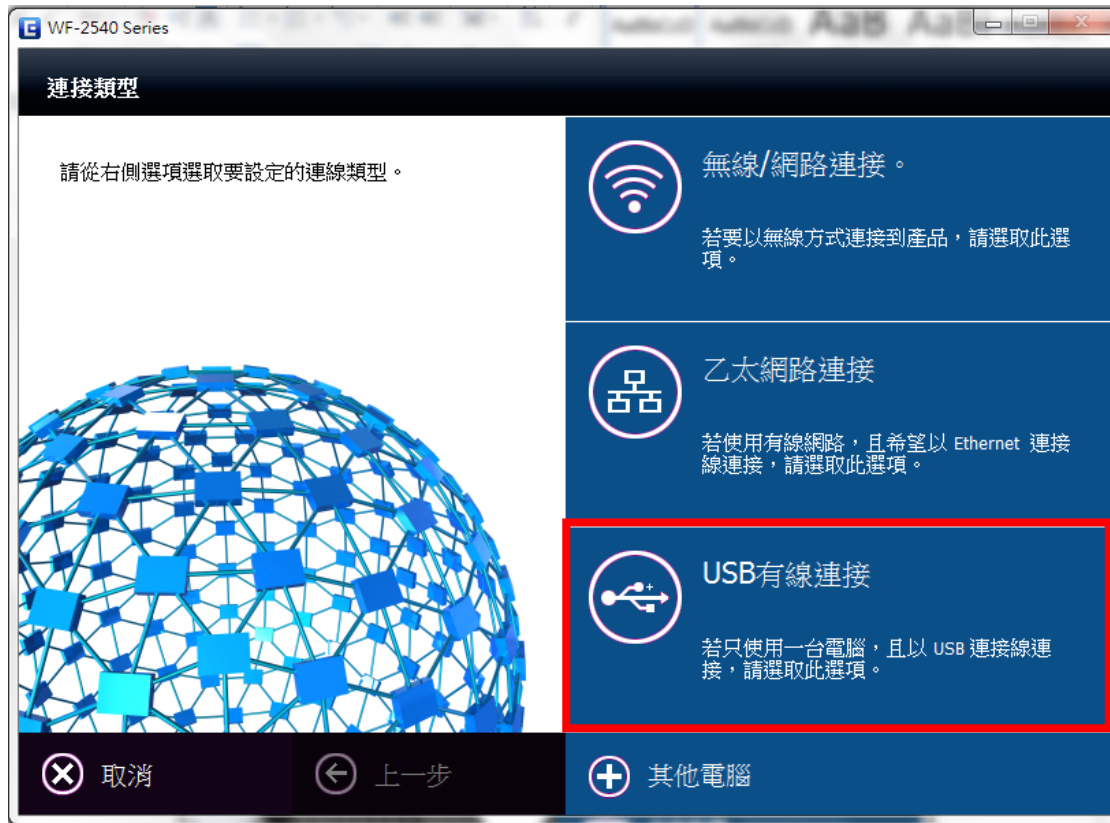 WF-2540 Series
連接類型
請從右側選項選取要設定的連線類型。
無線/網路連接。
若要以無線方式連接到產品，請選取此選
項。
乙太網路連接
若使用有線網路，且希望以 Ethernet 連接
線連接，請選取此選項。
USB有線連接
若只使用一台電腦，且以 USB 連接線連
接，請選取此選項。
取消
上一步
其他電腦